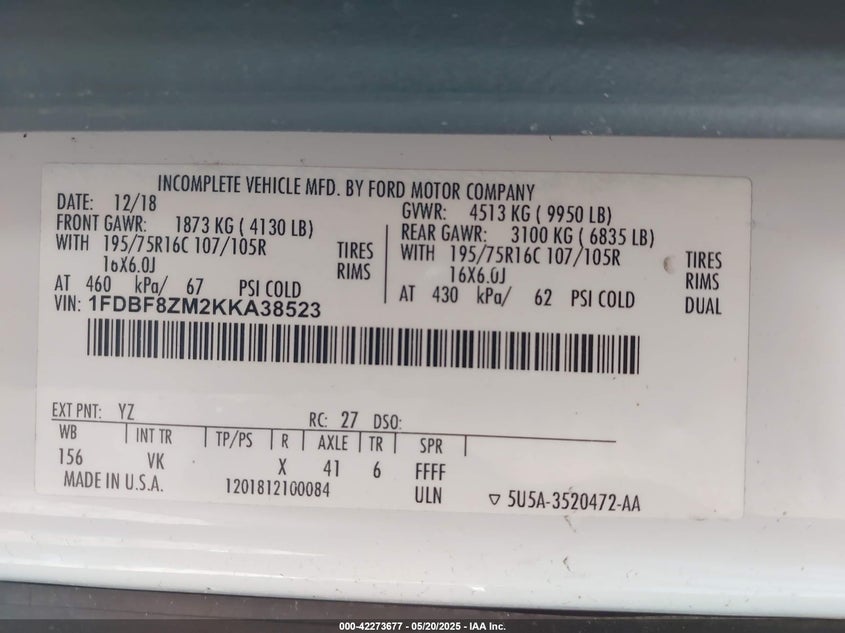 INCOMPLETE VEHICLE MFD. BY FORD MOTOR COMPANY
DATE: 12/18
FRONT GAWR: 1873 KG ( 4130 LB)
WITH 195/75R16C 107/105R TIRES
16X6.0J RIMS
AT 460 kPa/ 67 PSI COLD
GVWR: 4513 KG ( 9950 LB)
REAR GAWR: 3100 KG ( 6835 LB)
WITH 195/75R16C 107/105R TIRES
16X6.0J RIMS
AT 430 kPa/ 62 PSI COLD DUAL
VIN: 1FDBF8ZM2KKA38523
EXT PNT: YZ RC: 27 DSO:
WB INT TR TP/PS R AXLE TR SPR
156 VK X 41 6 FFFF
MADE IN U.S.A. 1201812100084 ULN ▽ 5U5A-3520472-AA
000-42273677 - 05/20/2025 - IAA Inc.